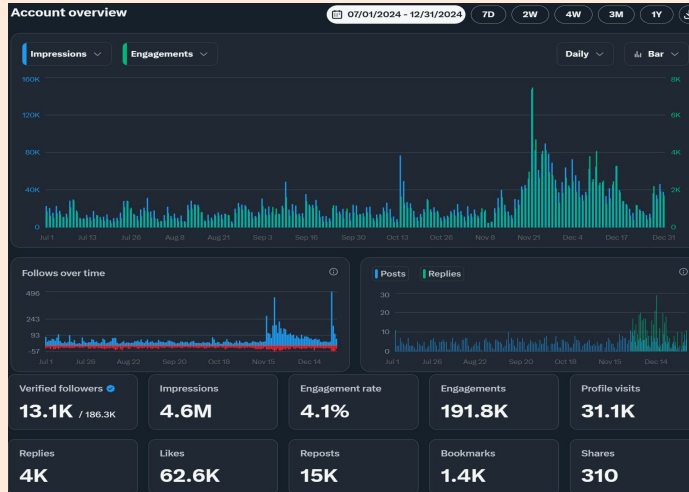 Account overview
07/01/2024 - 12/31/2024 7D 2W 4W 3M 1Y
Impressions Engagements Daily Bar
160K 8K
120K 6K
80K 4K
40K 2K
0 0
Jul 1 Jul 13 Jul 26 Aug 8 Aug 21 Sep 3 Sep 16 Sep 30 Oct 13 Oct 26 Nov 8 Nov 21 Dec 4 Dec 17 Dec 31
Follows over time
496
243
93
-57
Jul 1 Jul 26 Aug 22 Sep 20 Oct 18 Nov 15 Dec 14
Posts Replies
30
20
10
0
Jul 1 Jul 26 Aug 22 Sep 20 Oct 18 Nov 15 Dec 14
Verified followers Impressions Engagement rate Engagements Profile visits
13.1K / 186.3K 4.6M 4.1% 191.8K 31.1K
Replies Likes Reposts Bookmarks Shares
4K 62.6K 15K 1.4K 310